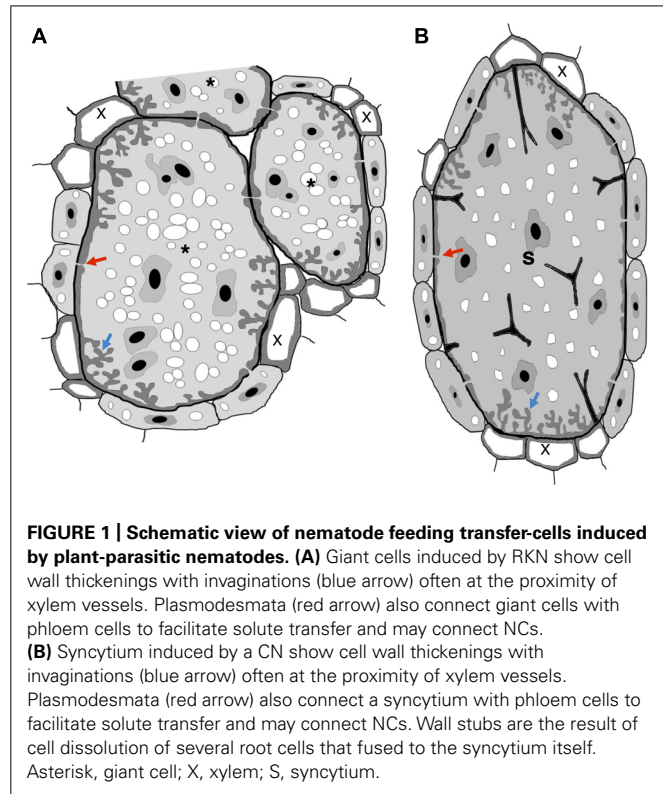 A
B
*
X
X
X
*
*
S
X
X
X
FIGURE 1 | Schematic view of nematode feeding transfer-cells induced
by plant-parasitic nematodes. (A) Giant cells induced by RKN show cell
wall thickenings with invaginations (blue arrow) often at the proximity of
xylem vessels. Plasmodesmata (red arrow) also connect giant cells with
phloem cells to facilitate solute transfer and may connect NCs.
(B) Syncytium induced by a CN show cell wall thickenings with
invaginations (blue arrow) often at the proximity of xylem vessels.
Plasmodesmata (red arrow) also connect a syncytium with phloem cells to
facilitate solute transfer and may connect NCs. Wall stubs are the result of
cell dissolution of several root cells that fused to the syncytium itself.
Asterisk, giant cell; X, xylem; S, syncytium.